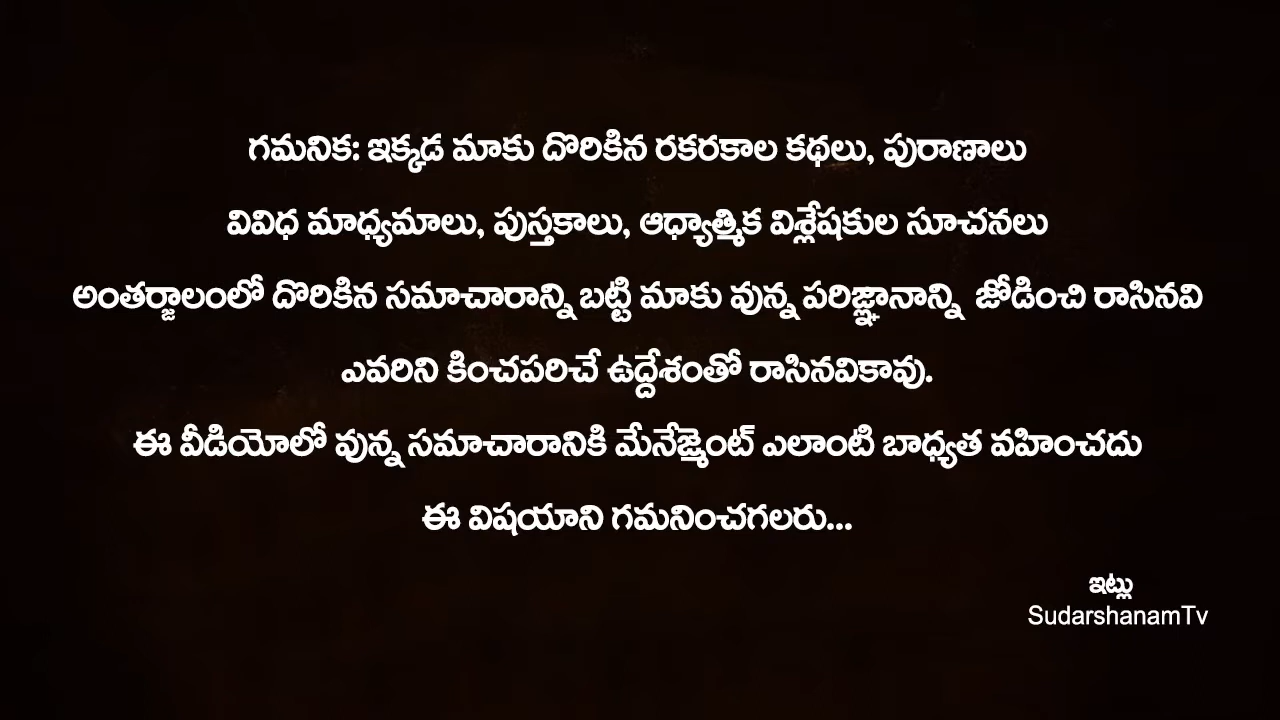 గమనిక: ఇక్కడ మాకు దొరికిన రకరకాల కథలు, పురాణాలు
వివిధ మాధ్యమాలు, పుస్తకాలు, ఆధ్యాత్మిక విశ్లేషకుల సూచనలు
అంతర్జాలంలో దొరికిన సమాచారాన్ని బట్టి మాకు వున్న పరిజ్ఞానాన్ని జోడించి రాసినవి
ఎవరిని కించపరిచే ఉద్దేశంతో రాసినవికావు.
ఈ వీడియోలో వున్న సమాచారానికి మేనేజ్మెంట్ ఎలాంటి బాధ్యత వహించదు
ఈ విషయాని గమనించగలరు...
ఇట్లు
SudarshanamTv